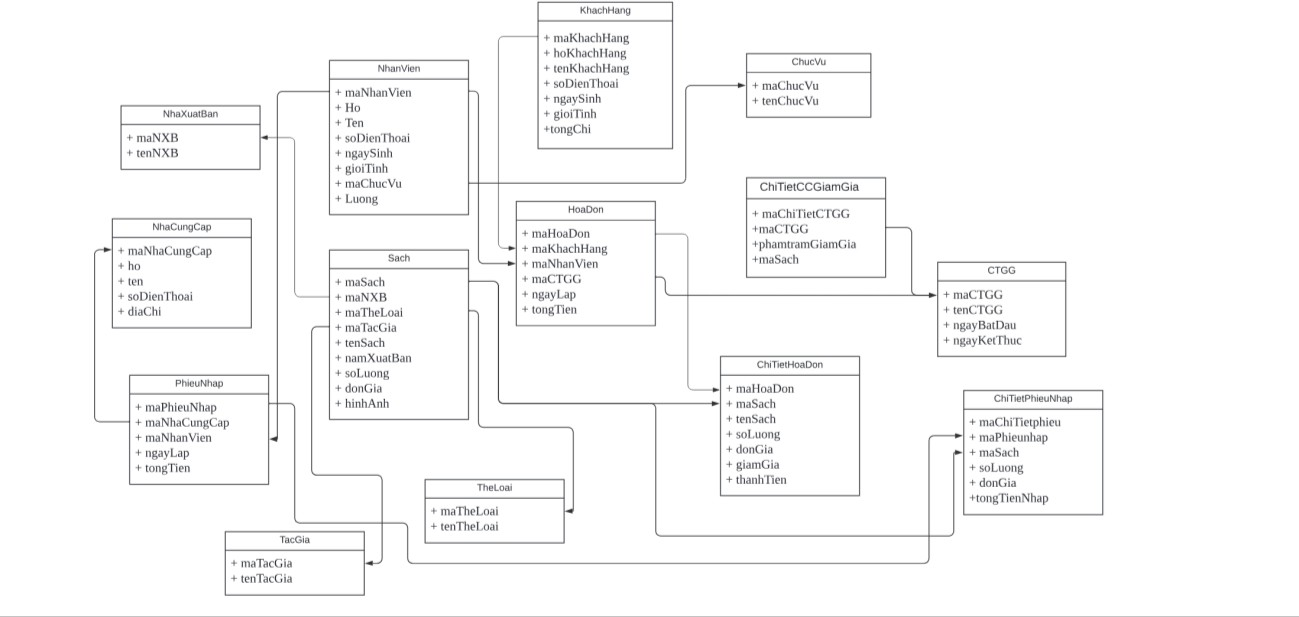 KhachHang
+ maKhachHang
+ hoKhachHang
+ tenKhachHang
+ soDienThoai
+ ngaySinh
+ gioiTinh
+tongChi
NhanVien
+ maNhanVien
+ Ho
+ Ten
+ soDienThoai
+ ngaySinh
+ gioiTinh
+ maChucVu
+ Luong
ChucVu
+ maChucVu
+ tenChucVu
NhaXuatBan
+ maNXB
+ tenNXB
ChiTietCCGiamGia
+ maChiTietCTGG
+maCTGG
+phamtramGiamGia
+maSach
HoaDon
+ maHoaDon
+ maKhachHang
+ maNhanVien
+ maCTGG
+ ngayLap
+ tongTien
NhaCungCap
+ maNhaCungCap
+ ho
+ ten
+ soDienThoai
+ diaChi
Sach
+ maSach
+ maNXB
+ maTheLoai
+ maTacGia
+ tenSach
+ namXuatBan
+ soLuong
+ donGia
+ hinhAnh
CTGG
+ maCTGG
+ tenCTGG
+ ngayBatDau
+ ngayKetThuc
ChiTietHoaDon
+ maHoaDon
+ maSach
+ tenSach
+ soLuong
+ donGia
+ giamGia
+ thanhTien
PhieuNhap
+ maPhieuNhap
+ maNhaCungCap
+ maNhanVien
+ ngayLap
+ tongTien
ChiTietPhieuNhap
+ maChiTietphieu
+ maPhieunhap
+ maSach
+ soLuong
+ donGia
+tongTienNhap
TheLoai
+ maTheLoai
+ tenTheLoai
TacGia
+ maTacGia
+ tenTacGia